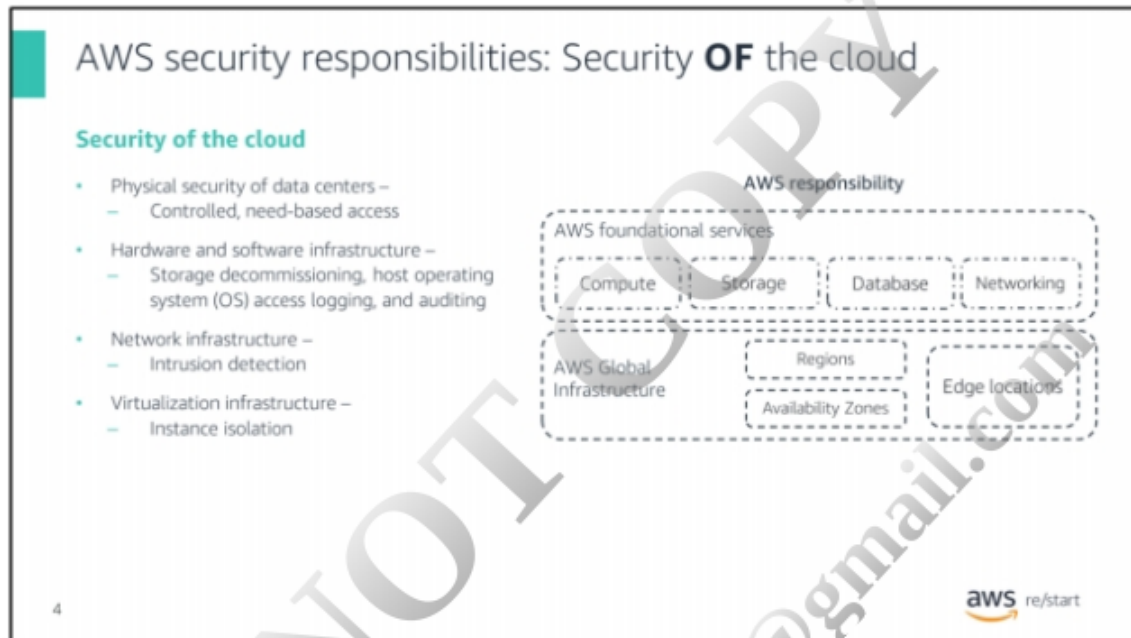 AWS security responsibilities: Security OF the cloud
Security of the cloud
• Physical security of data centers –
– Controlled, need-based access
• Hardware and software infrastructure –
– Storage decommissioning, host operating
system (OS) access logging, and auditing
• Network infrastructure –
– Intrusion detection
• Virtualization infrastructure –
– Instance isolation
AWS responsibility
AWS foundational services
Compute
Storage
Database
Networking
AWS Global
Infrastructure
Regions
Availability Zones
Edge locations
NOT COPY
@gmail.com
4
aws re/start